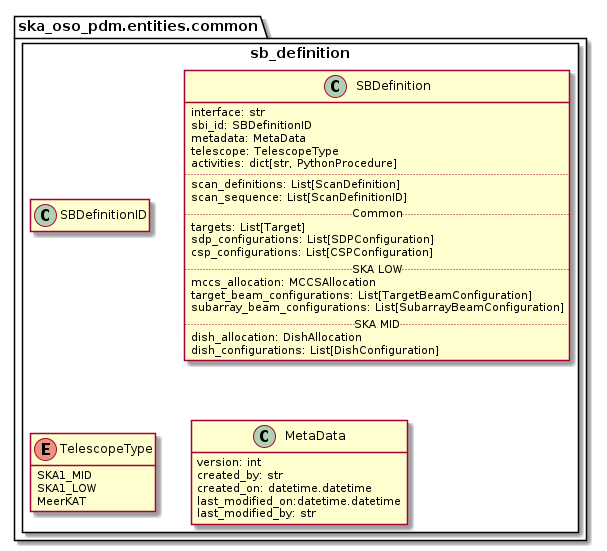 ska_oso_pdm.entities.common
sb_definition
C SBDefinitionID
C SBDefinition
interface: str
sbi_id: SBDefinitionID
metadata: MetaData
telescope: TelescopeType
activities: dict[str, PythonProcedure]
scan_definitions: List[ScanDefinition]
scan_sequence: List[ScanDefinitionID]
Common
targets: List[Target]
sdp_configurations: List[SDPConfiguration]
csp_configurations: List[CSPConfiguration]
SKA LOW
mccs_allocation: MCCSAllocation
target_beam_configurations: List[TargetBeamConfiguration]
subarray_beam_configurations: List[SubarrayBeamConfiguration]
SKA MID
dish_allocation: DishAllocation
dish_configurations: List[DishConfiguration]
E TelescopeType
SKA1_MID
SKA1_LOW
MeerKAT
C MetaData
version: int
created_by: str
created_on: datetime.datetime
last_modified_on:datetime.datetime
last_modified_by: str